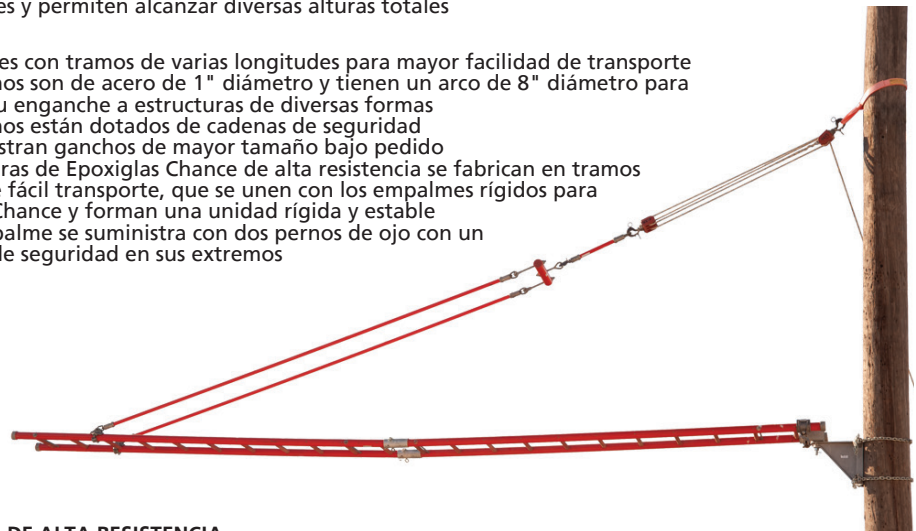 es y permiten alcanzar diversas alturas totales
es con tramos de varias longitudes para mayor facilidad de transporte
nos son de acero de 1" diámetro y tienen un arco de 8" diámetro para
u enganche a estructuras de diversas formas
nos están dotados de cadenas de seguridad
stran ganchos de mayor tamaño bajo pedido
ras de Epoxiglas Chance de alta resistencia se fabrican en tramos
e fácil transporte, que se unen con los empalmes rígidos para
Chance y forman una unidad rígida y estable
palme se suministra con dos pernos de ojo con un
de seguridad en sus extremos
DE ALTA RESISTENCIA